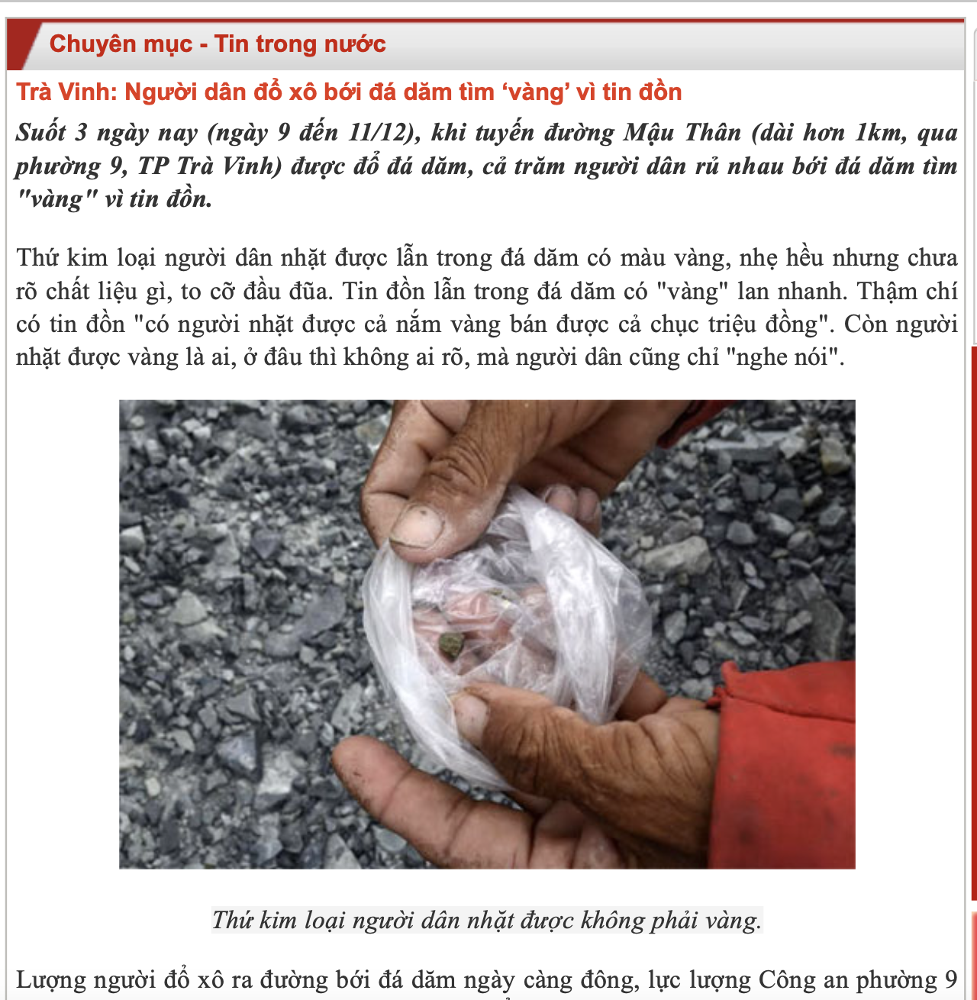 Chuyên mục - Tin trong nước
Trà Vinh: Người dân đổ xô bới đá dăm tìm ‘vàng’ vì tin đồn
Suốt 3 ngày nay (ngày 9 đến 11/12), khi tuyến đường Mậu Thân (dài hơn 1km, qua
phường 9, TP Trà Vinh) được đổ đá dăm, cả trăm người dân rủ nhau bới đá dăm tìm
"vàng" vì tin đồn.
Thứ kim loại người dân nhặt được lẫn trong đá dăm có màu vàng, nhẹ hều nhưng chưa
rõ chất liệu gì, to cỡ đầu đũa. Tin đồn lẫn trong đá dăm có "vàng" lan nhanh. Thậm chí
có tin đồn "có người nhặt được cả nắm vàng bán được cả chục triệu đồng". Còn người
nhặt được vàng là ai, ở đâu thì không ai rõ, mà người dân cũng chỉ "nghe nói".
Thứ kim loại người dân nhặt được không phải vàng.
Lượng người đổ xô ra đường bới đá dăm ngày càng đông, lực lượng Công an phường 9